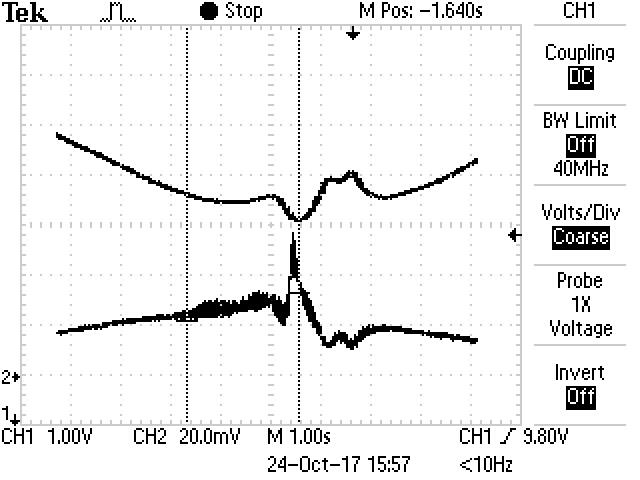 Tek Stop M Pos: -1.640s CH1
Coupling
DC
BW Limit
Off
40MHz
Volts/Div
Coarse
Probe
1X
Voltage
Invert
Off
2
1
CH1 1.00V CH2 20.0mV M 1.00s CH1 9.80V
24-Oct-17 15:57 <10Hz